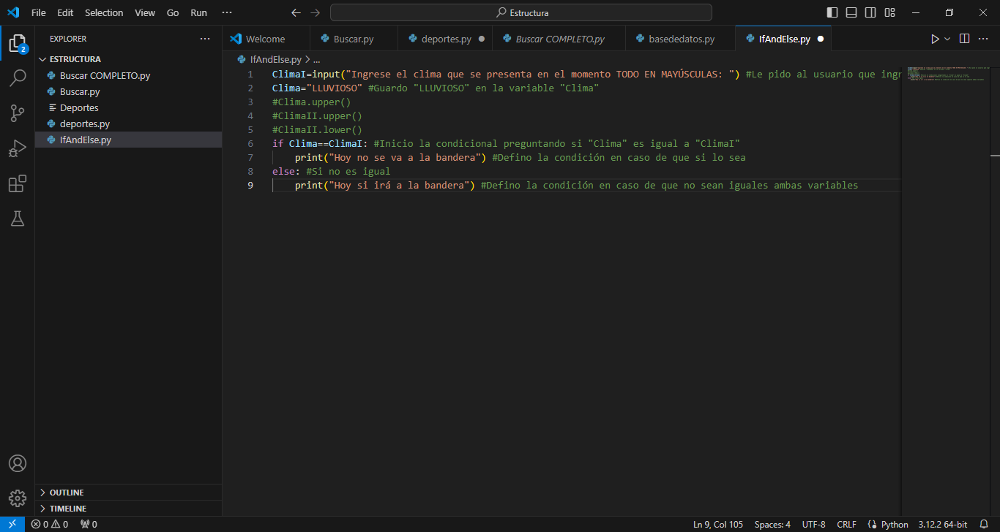 File Edit Selection View Go Run ··· Estructura
EXPLORER ···
ESTRUCTURA
Buscar COMPLETO.py
Buscar.py
Deportes
deportes.py
IfAndElse.py
OUTLINE
TIMELINE
Welcome Buscar.py deportes.py Buscar COMPLETO.py basededatos.py IfAndElse.py
IfAndElse.py > ...
1 ClimaI=input("Ingrese el clima que se presenta en el momento TODO EN MAYÚSCULAS: ") #Le pido al usuario que ingr
2 Clima="LLUVIOSO" #Guardo "LLUVIOSO" en la variable "Clima"
3 #Clima.upper()
4 #ClimaII.upper()
5 #ClimaII.lower()
6 if Clima==ClimaI: #Inicio la condicional preguntando si "Clima" es igual a "ClimaI"
7 print("Hoy no se va a la bandera") #Defino la condición en caso de que si lo sea
8 else: #Si no es igual
9 print("Hoy si irá a la bandera") #Defino la condición en caso de que no sean iguales ambas variables
2
0 0 0 Ln 9, Col 105 Spaces: 4 UTF-8 CRLF Python 3.12.2 64-bit